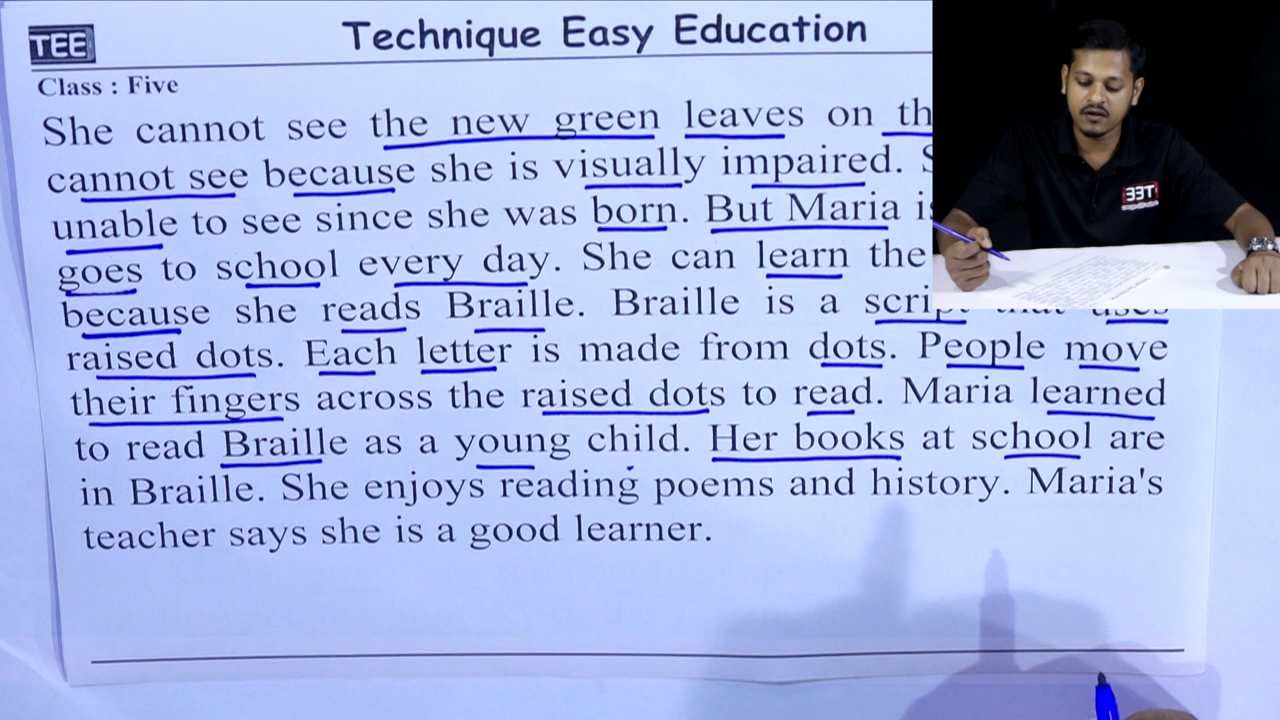 TEE
Technique Easy Education
Class : Five
She cannot see the new green leaves on
cannot see because she is visually impaired.
unable to see since she was born. But Maria
goes to school every day. She can learn the
because she reads Braille. Braille is a script that uses
raised dots. Each letter is made from dots. People move
their fingers across the raised dots to read. Maria learned
to read Braille as a young child. Her books at school are
in Braille. She enjoys reading poems and history. Maria's
teacher says she is a good learner.